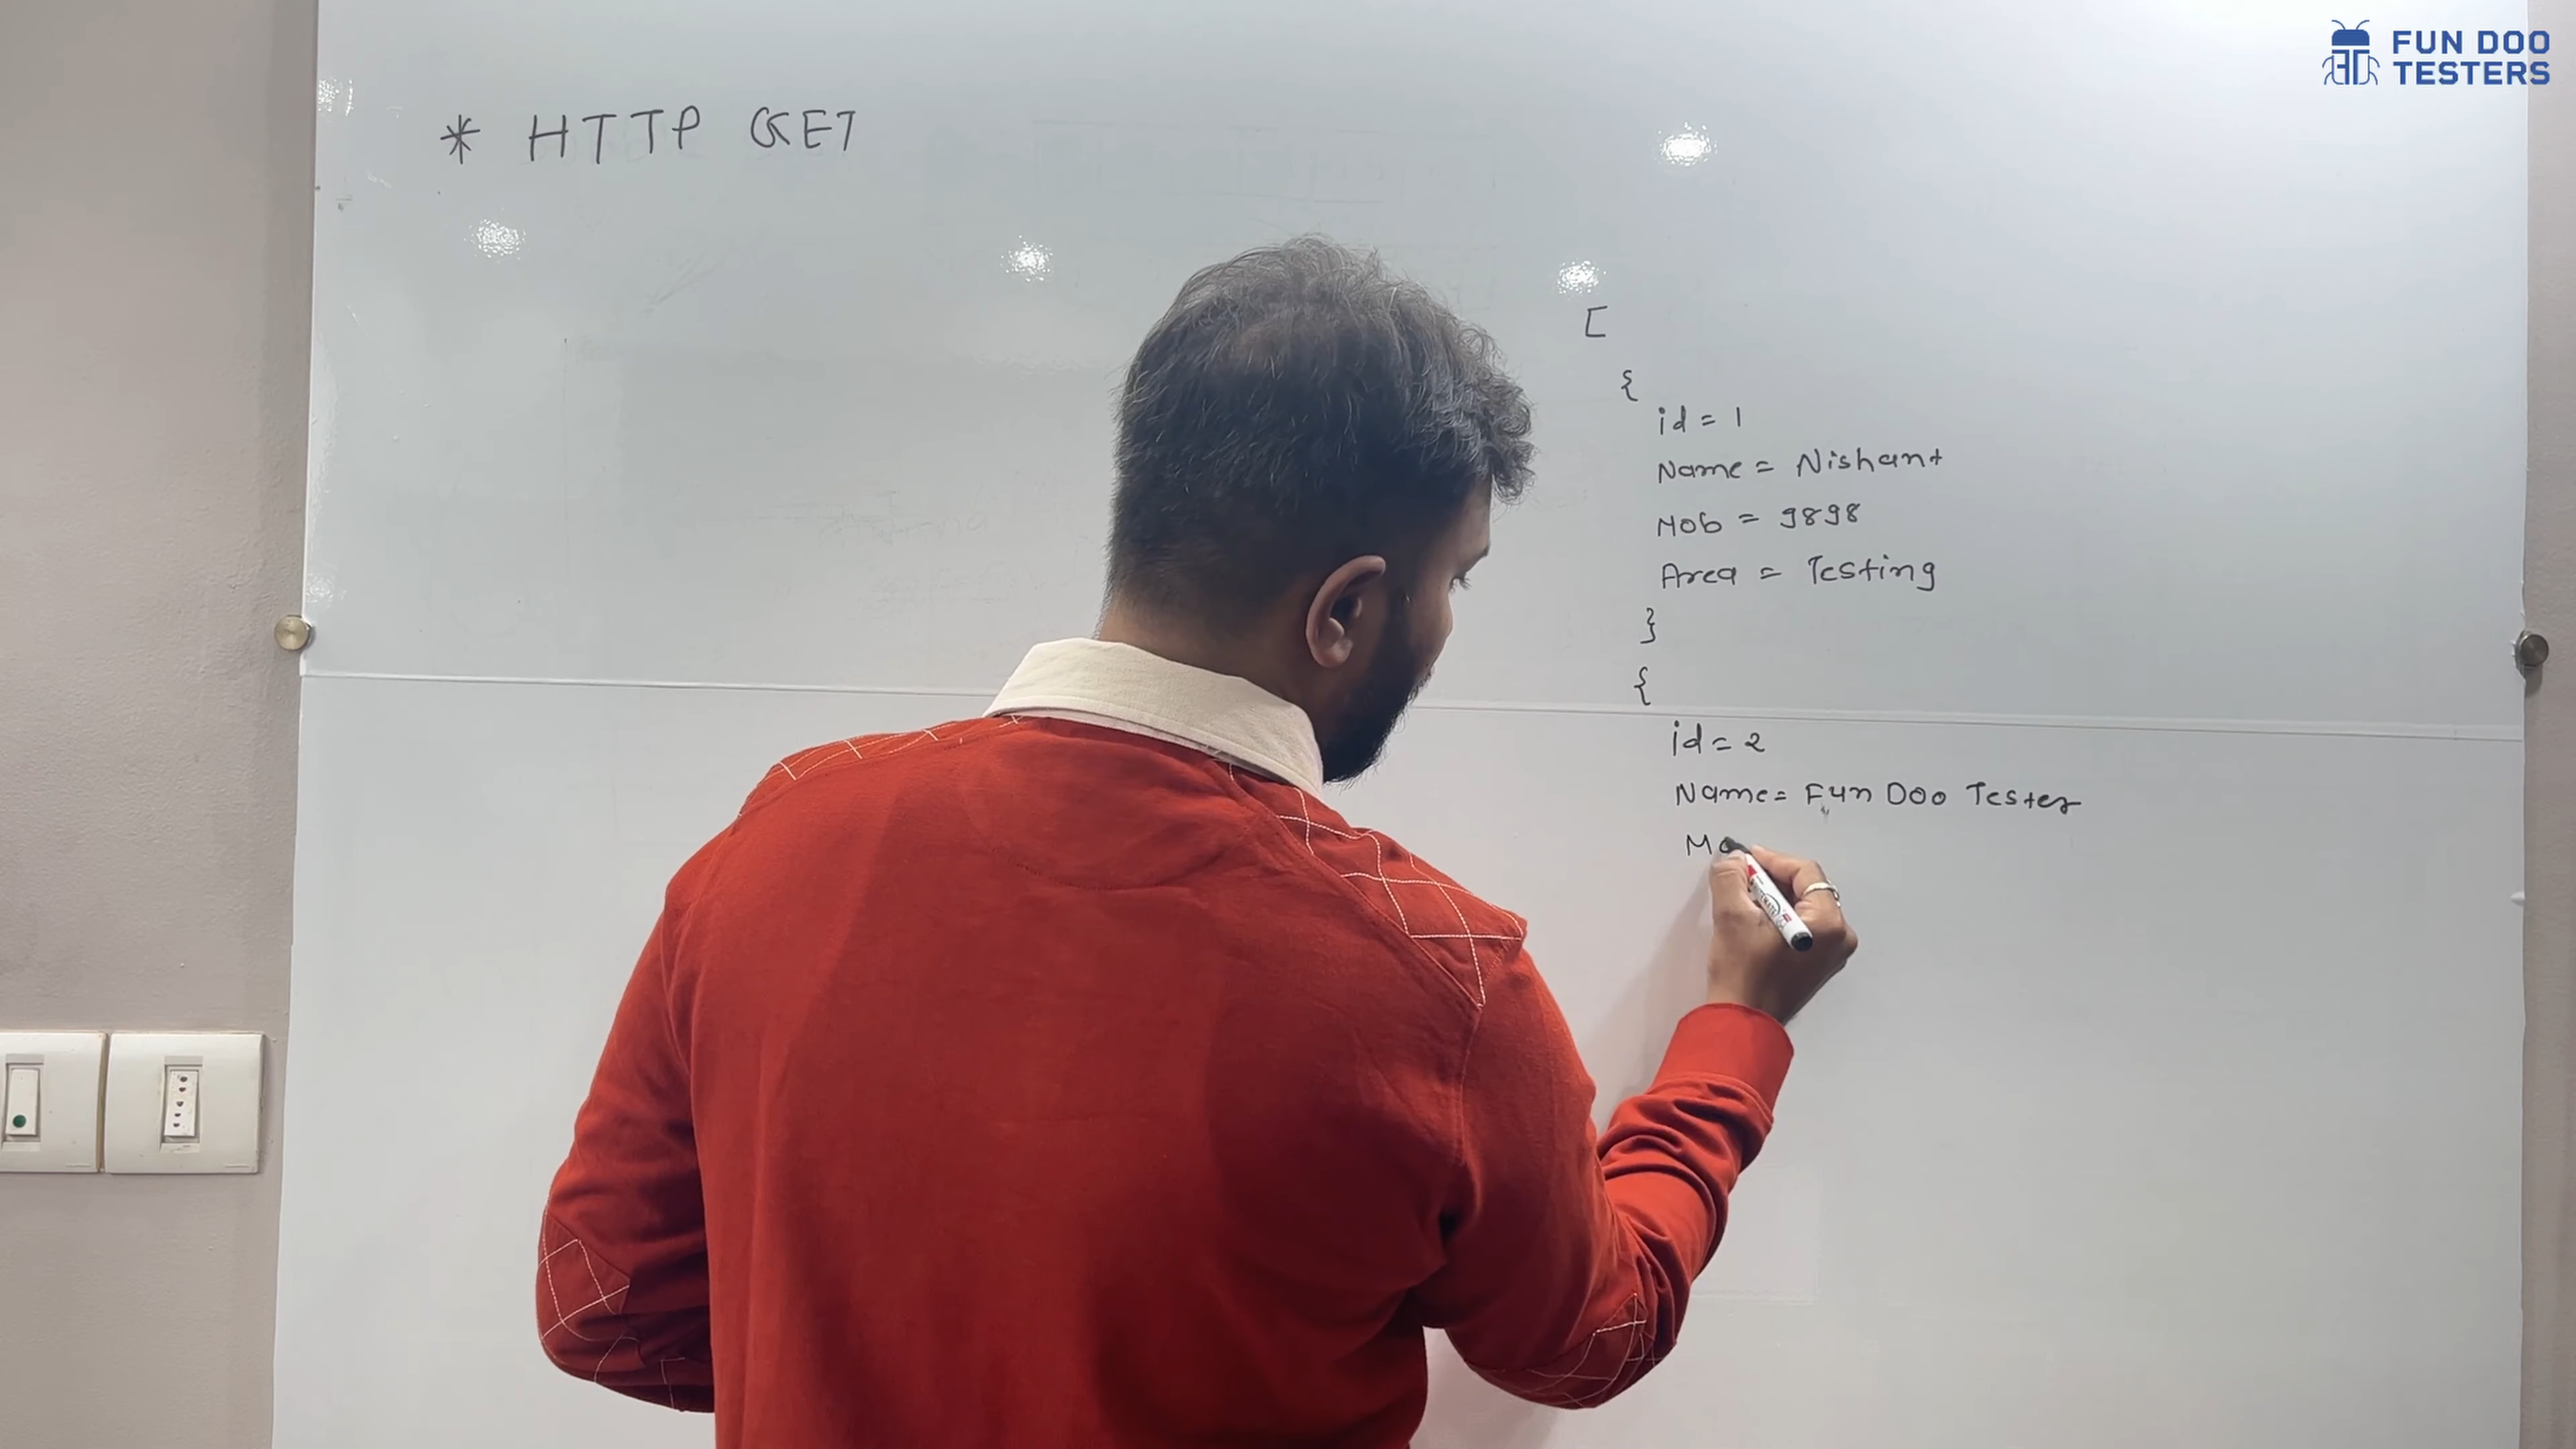 FUN DOO
TESTERS
* HTTP GET
[
{
id = 1
Name = Nishant
Mob = 9898
Area = Testing
}
{
id = 2
Name = Fun Doo Tester
Mo